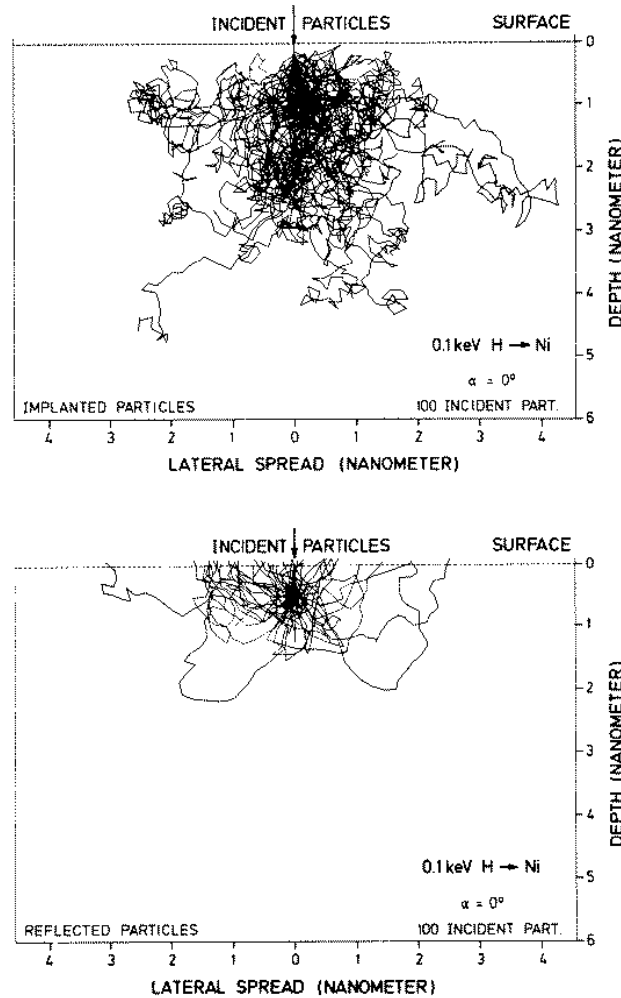 INCIDENT PARTICLES SURFACE
0
1
2
3
4
5
6
DEPTH (NANOMETER)
0.1 keV H → Ni
α = 0°
IMPLANTED PARTICLES 100 INCIDENT PART.
4 3 2 1 0 1 2 3 4
LATERAL SPREAD (NANOMETER)
INCIDENT PARTICLES SURFACE
0
1
2
3
4
5
6
DEPTH (NANOMETER)
0.1 keV H → Ni
α = 0°
REFLECTED PARTICLES 100 INCIDENT PART.
4 3 2 1 0 1 2 3 4
LATERAL SPREAD (NANOMETER)